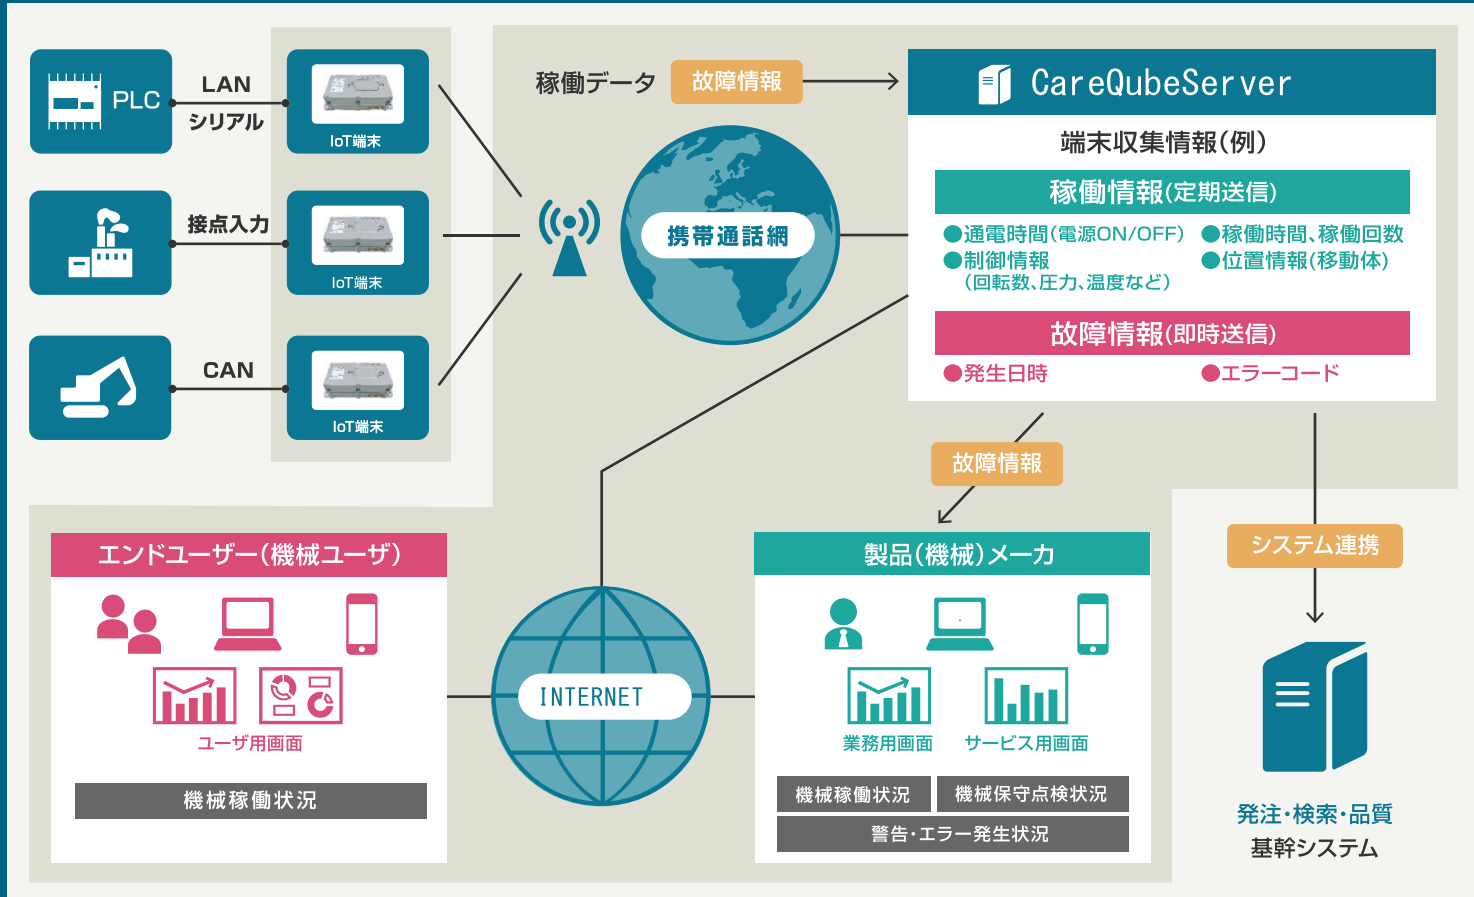 PLC
LAN
シリアル
IoT端末
接点入力
IoT端末
CAN
IoT端末
稼働データ
故障情報
携帯通話網
CareQubeServer
端末収集情報(例)
稼働情報(定期送信)
●通電時間(電源ON/OFF) ●稼働時間、稼働回数
●制御情報 ●位置情報(移動体)
(回転数、圧力、温度など)
故障情報(即時送信)
●発生日時 ●エラーコード
故障情報
システム連携
エンドユーザー(機械ユーザ)
ユーザ用画面
機械稼働状況
INTERNET
製品(機械)メーカ
業務用画面 サービス用画面
機械稼働状況 機械保守点検状況
警告・エラー発生状況
発注・検索・品質
基幹システム